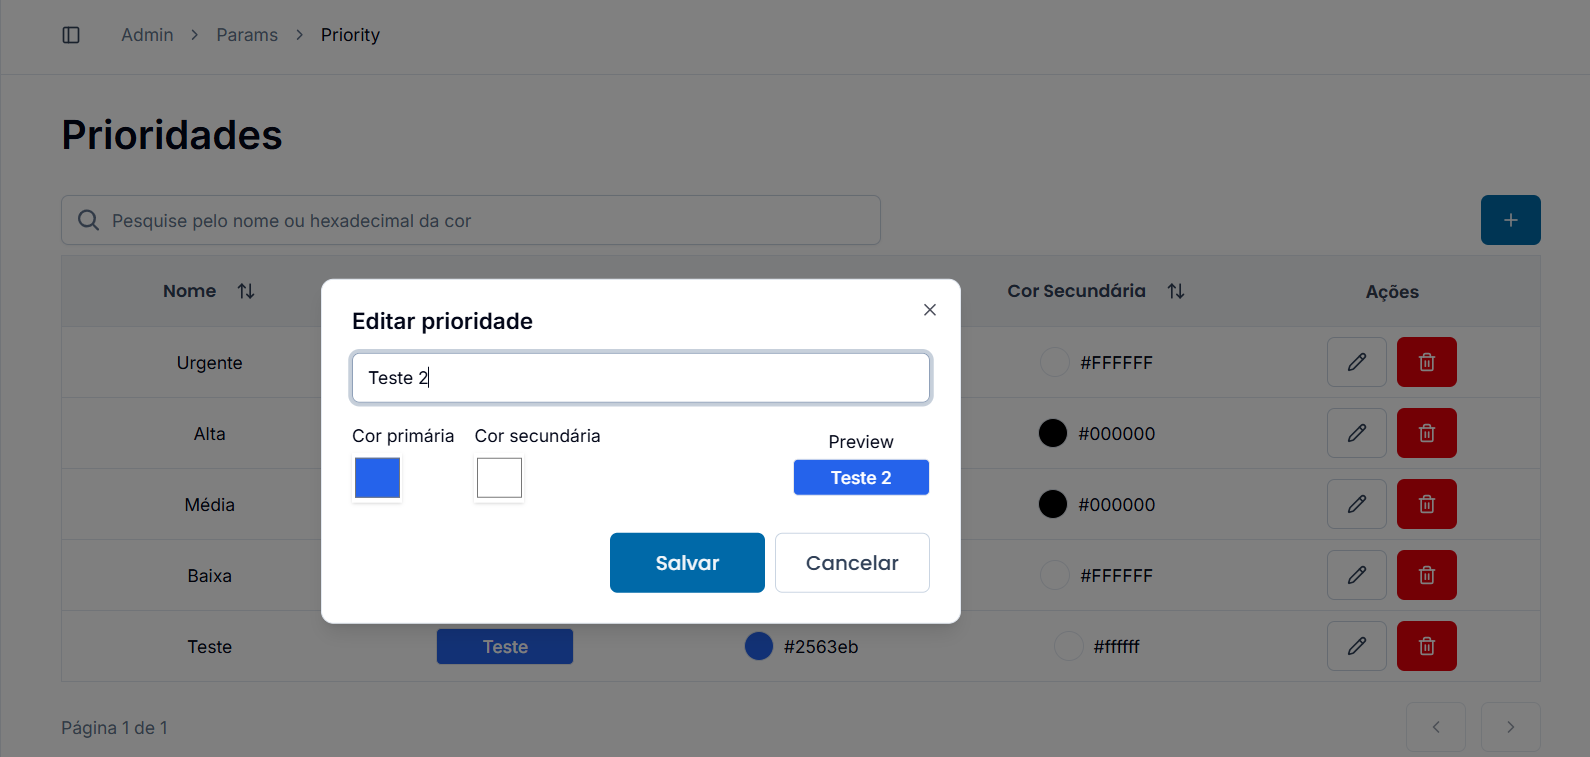 Admin > Params > Priority
Prioridades
Pesquise pelo nome ou hexadecimal da cor
+
Nome Cor Secundária Ações
Editar prioridade
Teste 2
Cor primária Cor secundária Preview
Teste 2
Salvar Cancelar
Urgente #FFFFFF
Alta #000000
Média #000000
Baixa #FFFFFF
Teste Teste #2563eb #ffffff
Página 1 de 1